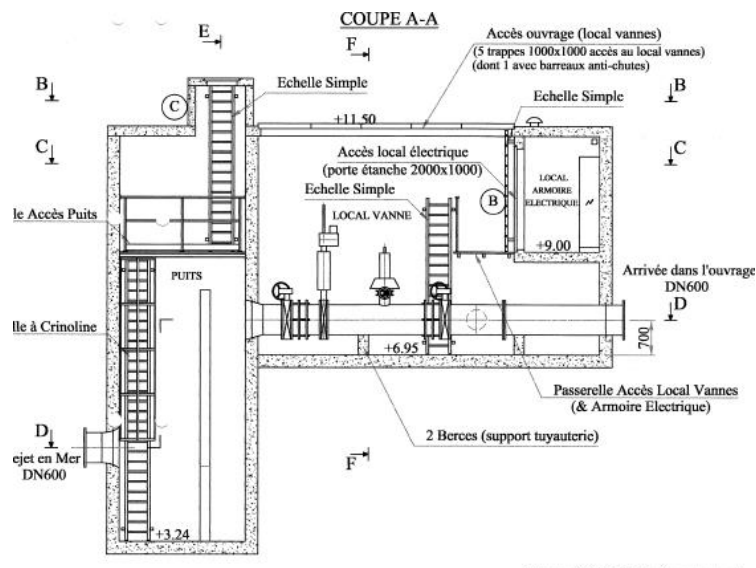 COUPE A-A
E
F
Accès ouvrage (local vannes)
(5 trappes 1000x1000 accès au local vannes)
(dont 1 avec barreaux anti-chutes)
B
B
Echelle Simple
C
Echelle Simple
+11.50
C
C
Accès local électrique
(porte étanche 2000x1000)
LOCAL
ARMOIRE
ELECTRIQUE
Echelle Simple
B
lle Accès Puits
LOCAL VANNE
+9.00
PUITS
Arrivée dans l'ouvrage
DN600
D
lle à Crinoline
+6.95
700
Passerelle Accès Local Vannes
(& Armoire Electrique)
D
2 Berces (support tuyauterie)
F
ejet en Mer
DN600
+3.24